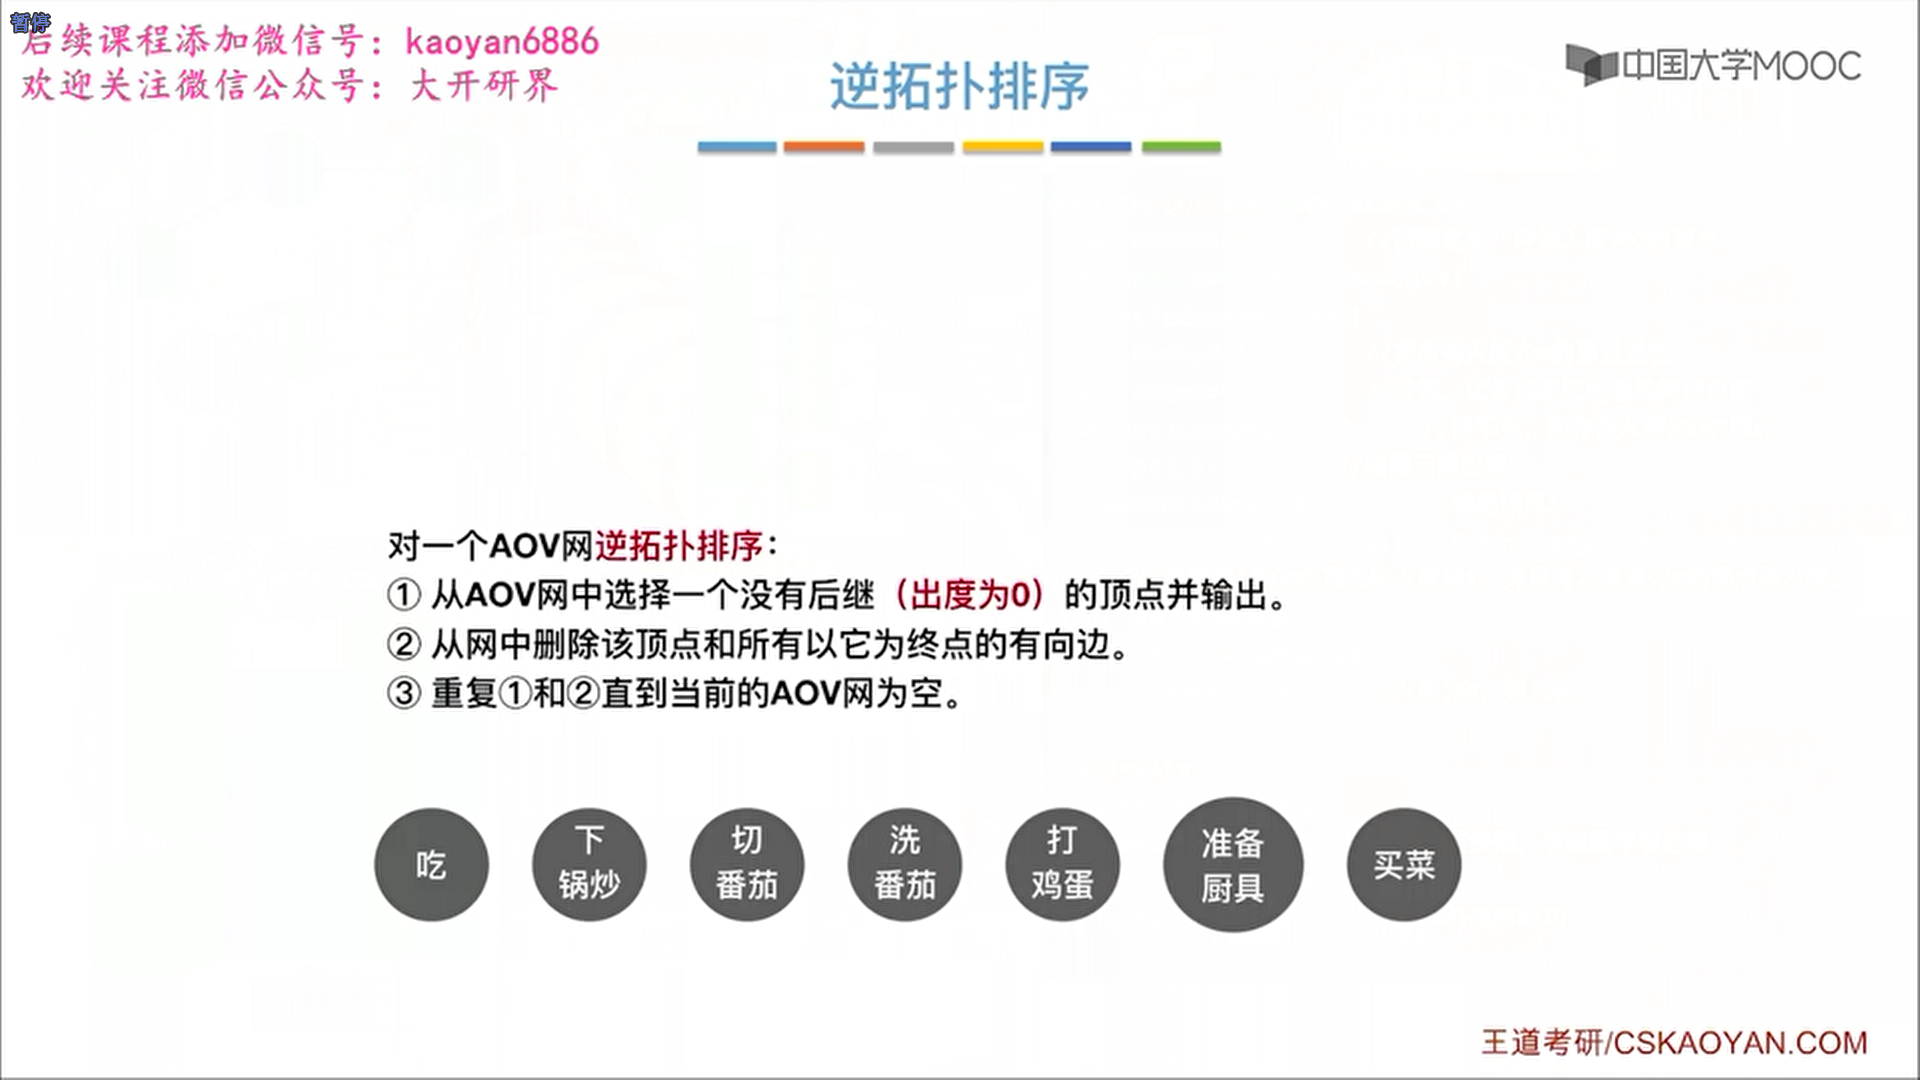 暂停
后续课程添加微信号：kaoyan6886
欢迎关注微信公众号：大开研界
中国大学MOOC
逆拓扑排序
对一个AOV网逆拓扑排序：
① 从AOV网中选择一个没有后继（出度为0）的顶点并输出。
② 从网中删除该顶点和所有以它为终点的有向边。
③ 重复①和②直到当前的AOV网为空。
吃
下
锅炒
切
番茄
洗
番茄
打
鸡蛋
准备
厨具
买菜
王道考研/CSKAOYAN.COM